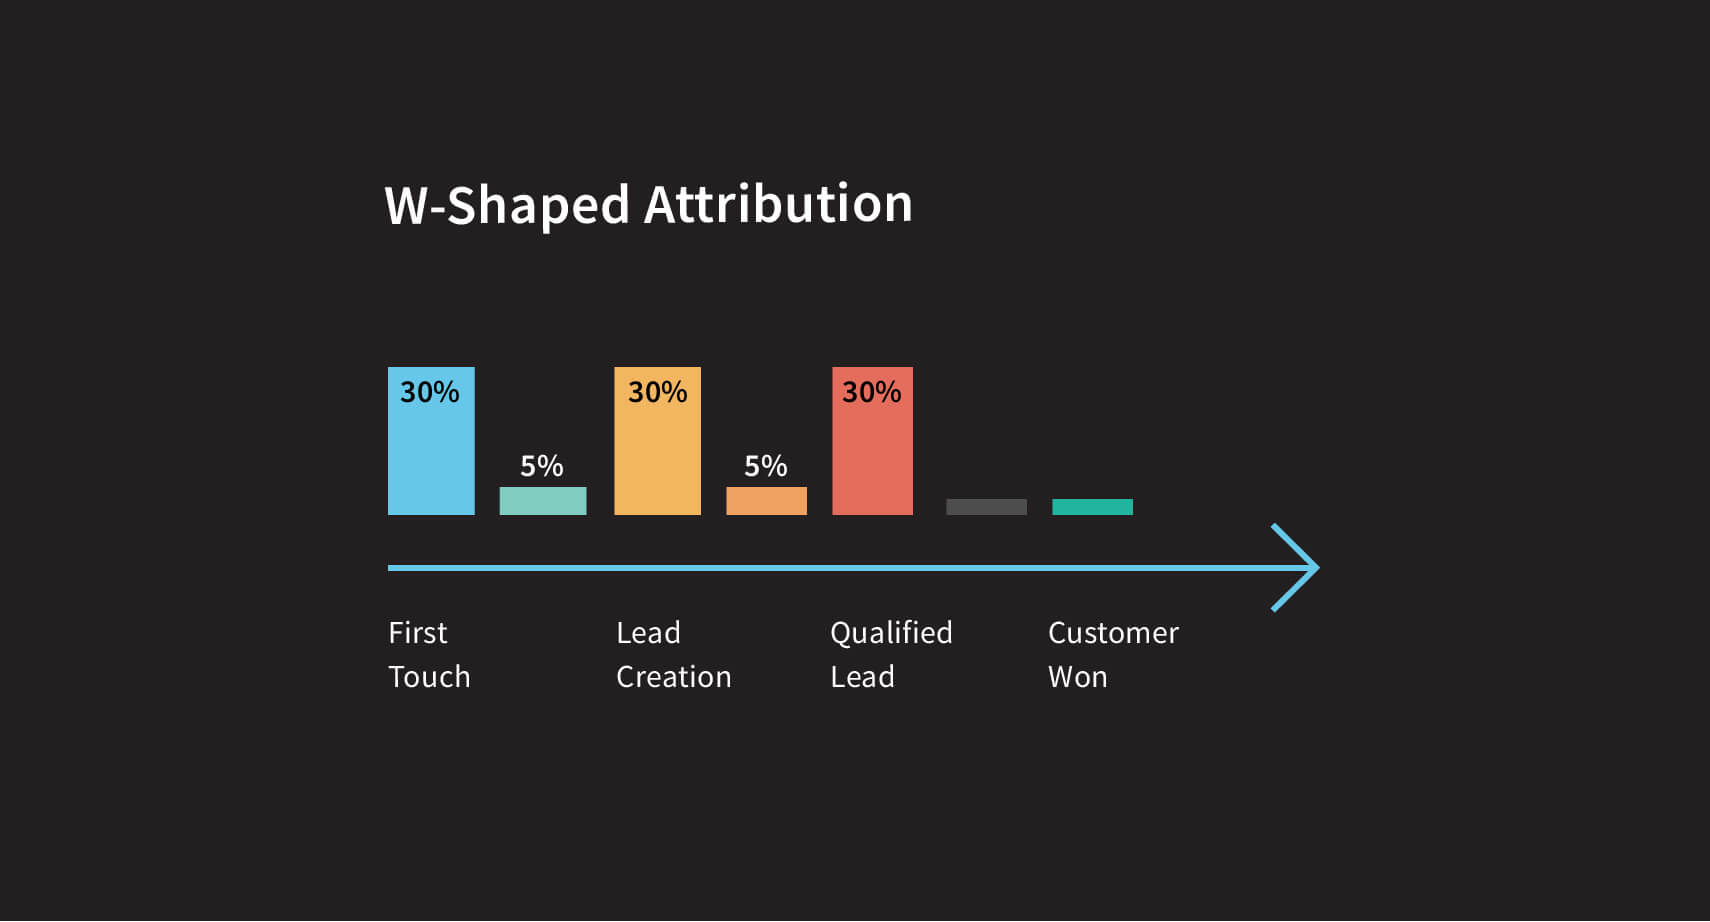 W-Shaped Attribution
30%
5%
30%
5%
30%
First
Touch
Lead
Creation
Qualified
Lead
Customer
Won